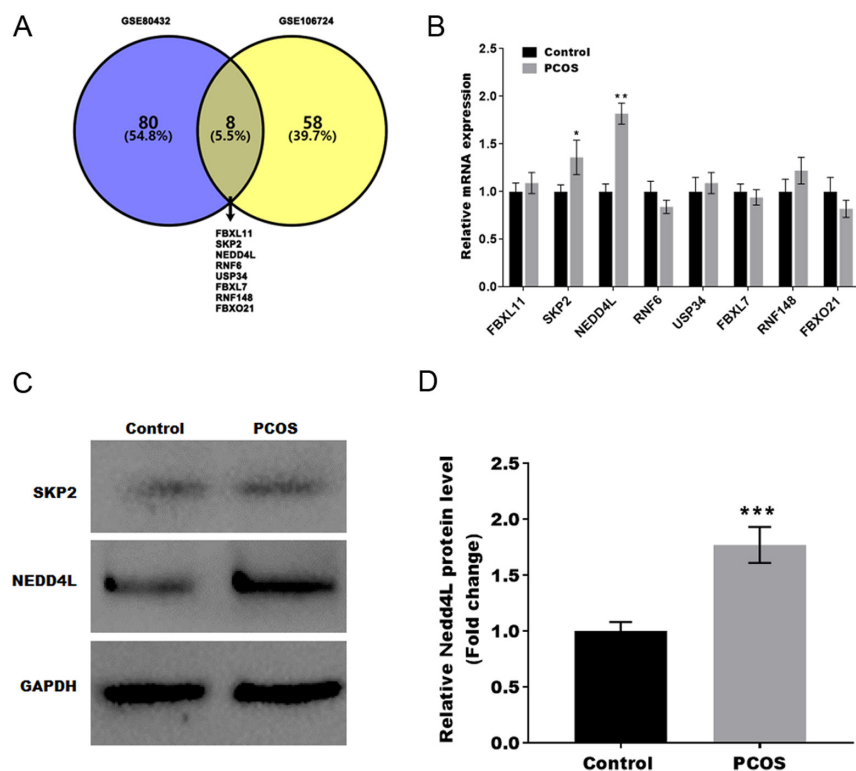 A
GSE80432
GSE106724
80
(54.8%)
8
(5.5%)
58
(39.7%)
FBXL11
SKP2
NEDD4L
RNF6
USP34
FBXL7
RNF148
FBXO21
B
Relative mRNA expression
2.5
2.0
1.5
1.0
0.5
0.0
Control
PCOS
*
**
FBXL11
SKP2
NEDD4L
RNF6
USP34
FBXL7
RNF148
FBXO21
C
Control
PCOS
SKP2
NEDD4L
GAPDH
D
Relative Nedd4L protein level
(Fold change)
2.5
2.0
1.5
1.0
0.5
0.0
***
Control
PCOS